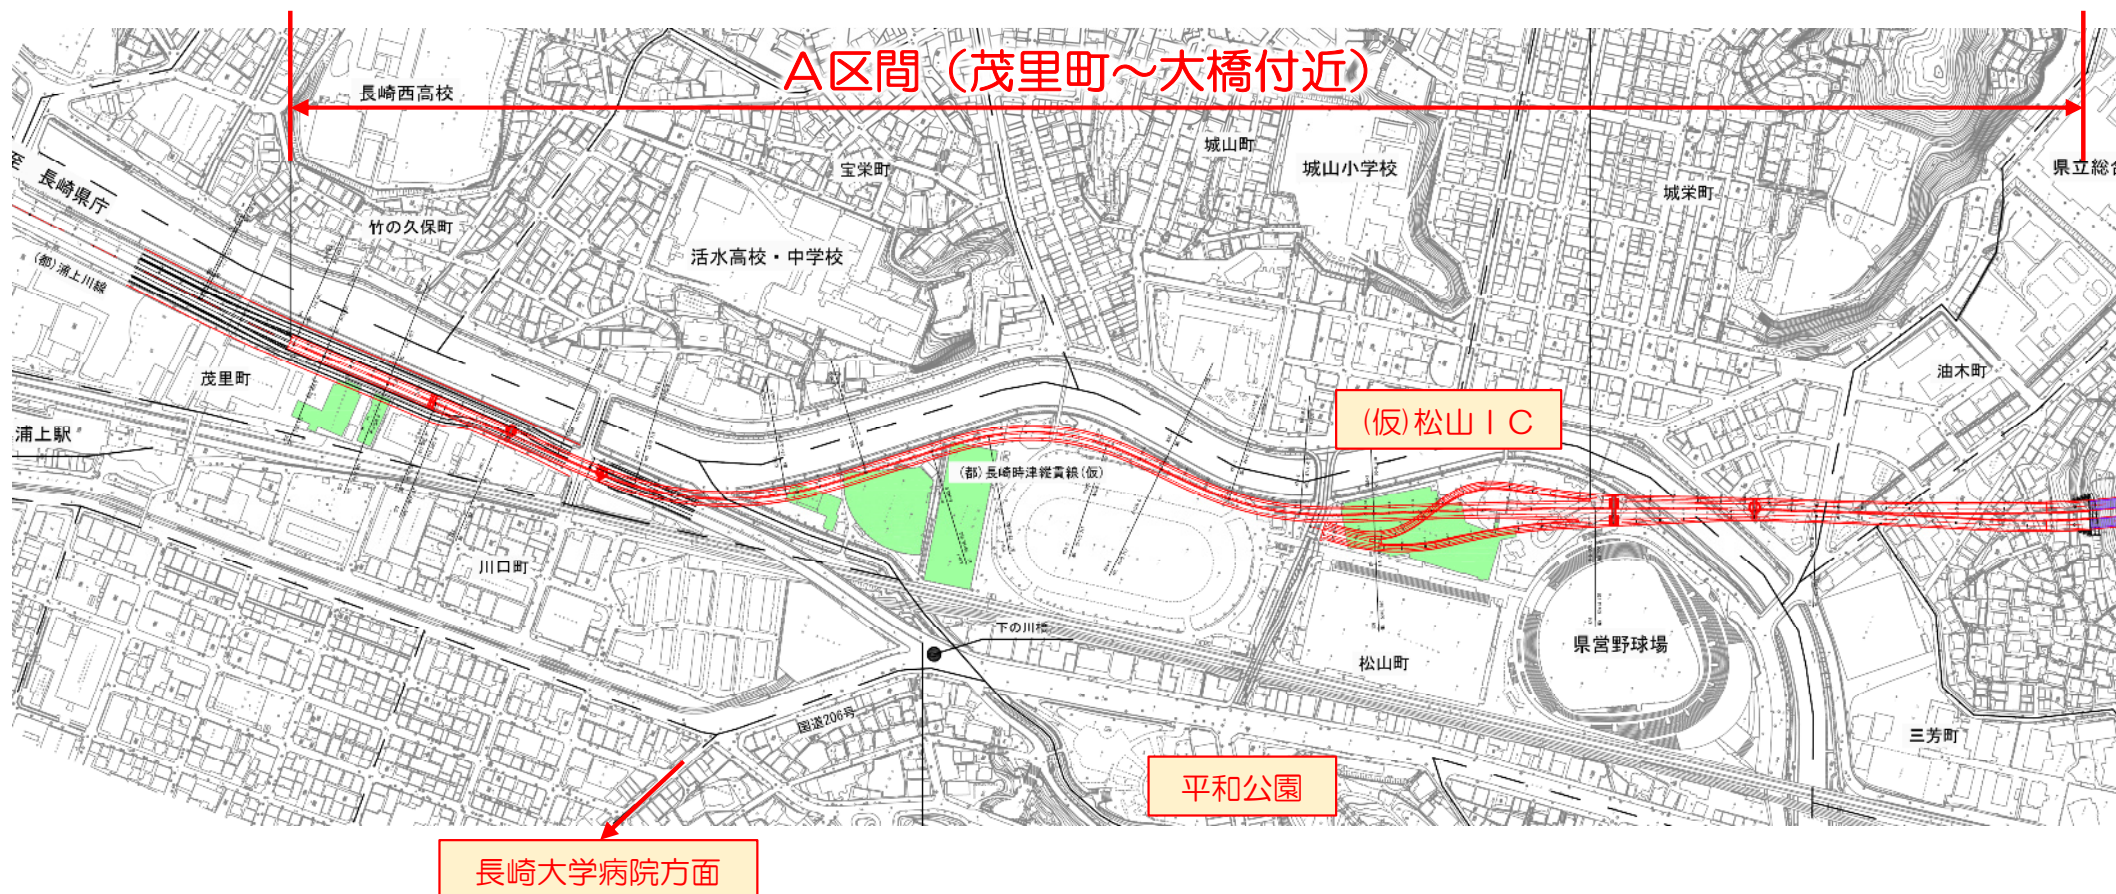 A区間（茂里町～大橋付近）
長崎西高校
城山町
宝栄町
城山小学校
県立総合
至 長崎県庁
城栄町
竹の久保町
活水高校・中学校
(都)浦上川線
茂里町
油木町
(仮)松山ＩＣ
浦上駅
(都)長崎時津縦貫線(仮)
川口町
下の川橋
県営野球場
松山町
国道206号
三芳町
平和公園
長崎大学病院方面